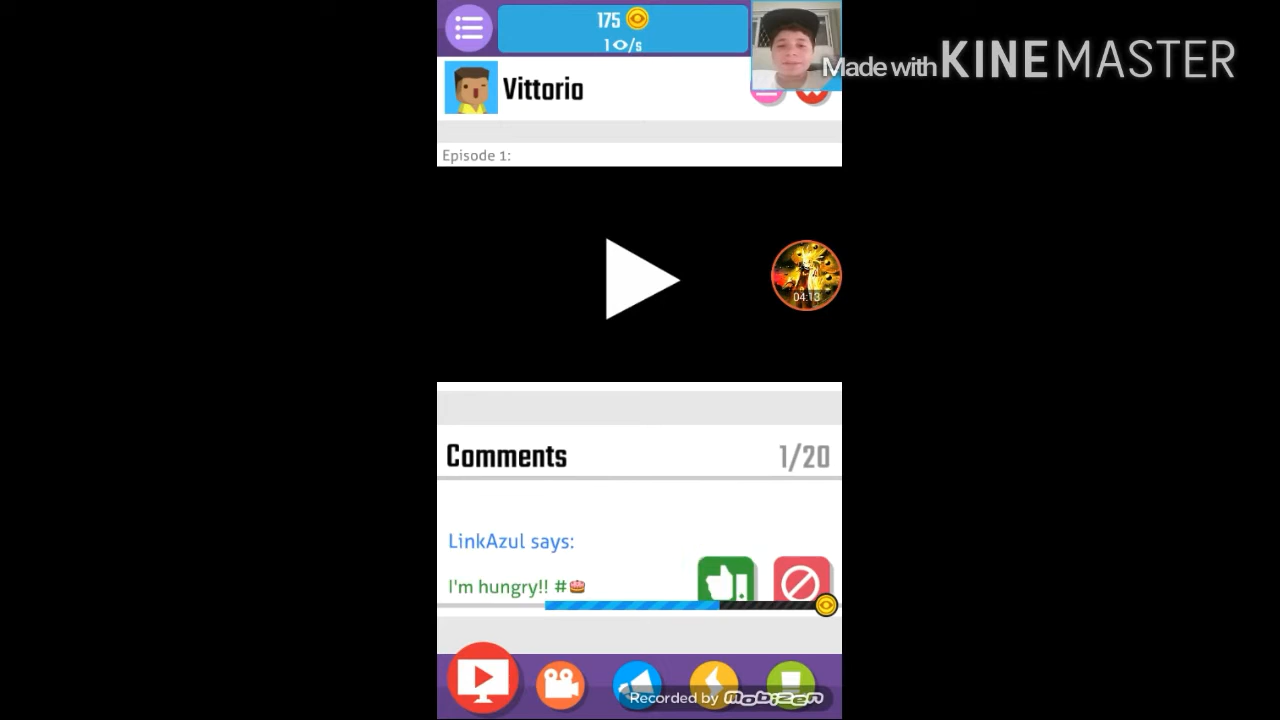 175
1 /s
Made with KINEMASTER
Vittorio
Episode 1:
04:13
Comments 1/20
LinkAzul says:
I'm hungry!! #🎂
Recorded by Mobizen